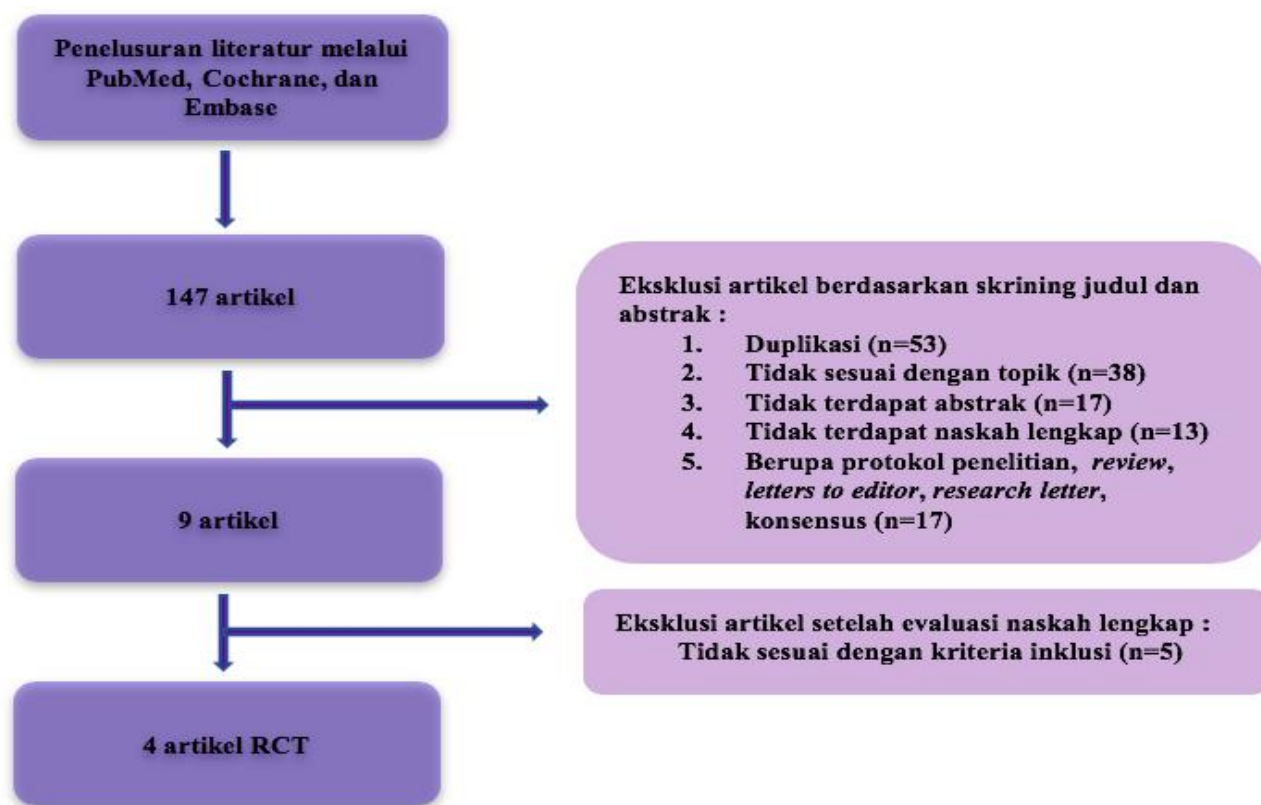 Penelusuran literatur melalui
PubMed, Cochrane, dan
Embase
147 artikel
Eksklusi artikel berdasarkan skrining judul dan
abstrak :
1. Duplikasi (n=53)
2. Tidak sesuai dengan topik (n=38)
3. Tidak terdapat abstrak (n=17)
4. Tidak terdapat naskah lengkap (n=13)
5. Berupa protokol penelitian, review,
letters to editor, research letter,
konsensus (n=17)
9 artikel
Eksklusi artikel setelah evaluasi naskah lengkap :
Tidak sesuai dengan kriteria inklusi (n=5)
4 artikel RCT